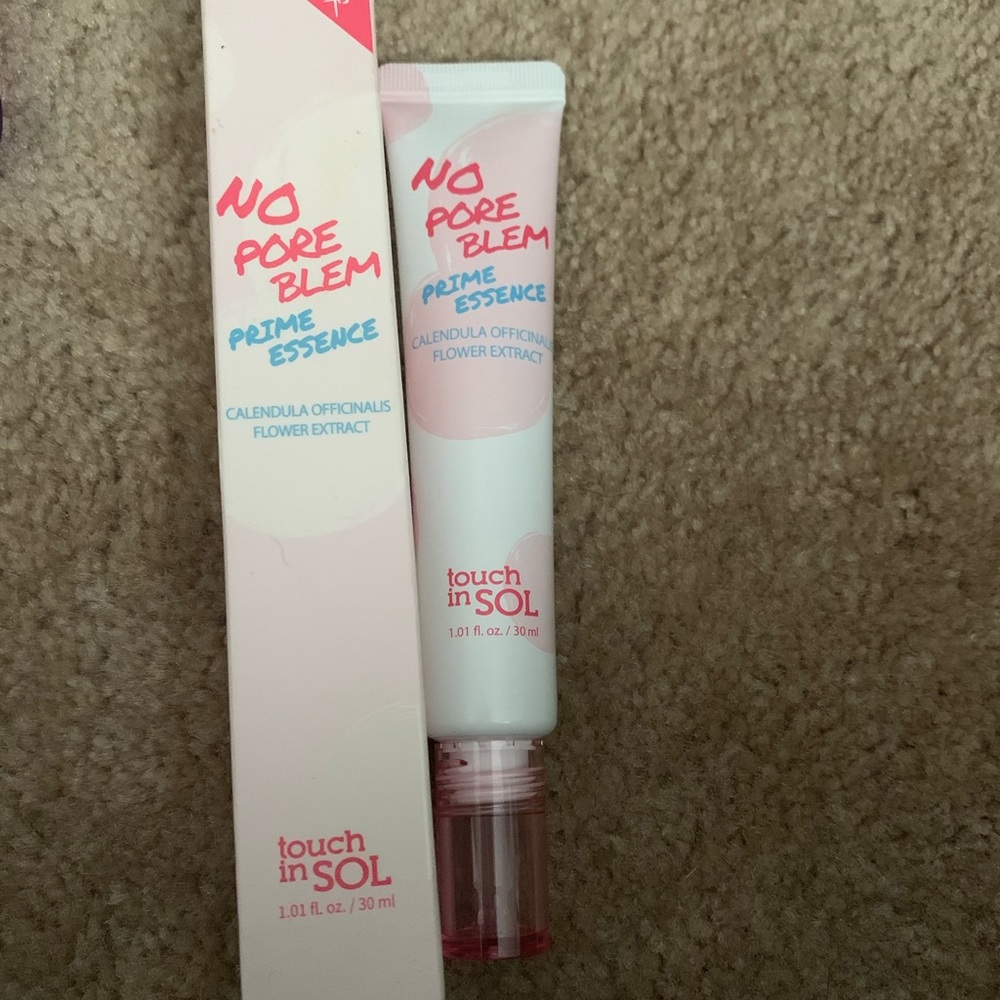 NO
PORE
BLEM
PRIME
ESSENCE
CALENDULA OFFICINALIS
FLOWER EXTRACT
touch
in SOL
1.01 fl. oz. / 30 ml
NO
PORE
BLEM
PRIME
ESSENCE
CALENDULA OFFICINALIS
FLOWER EXTRACT
touch
in SOL
1.01 fl. oz. / 30 ml